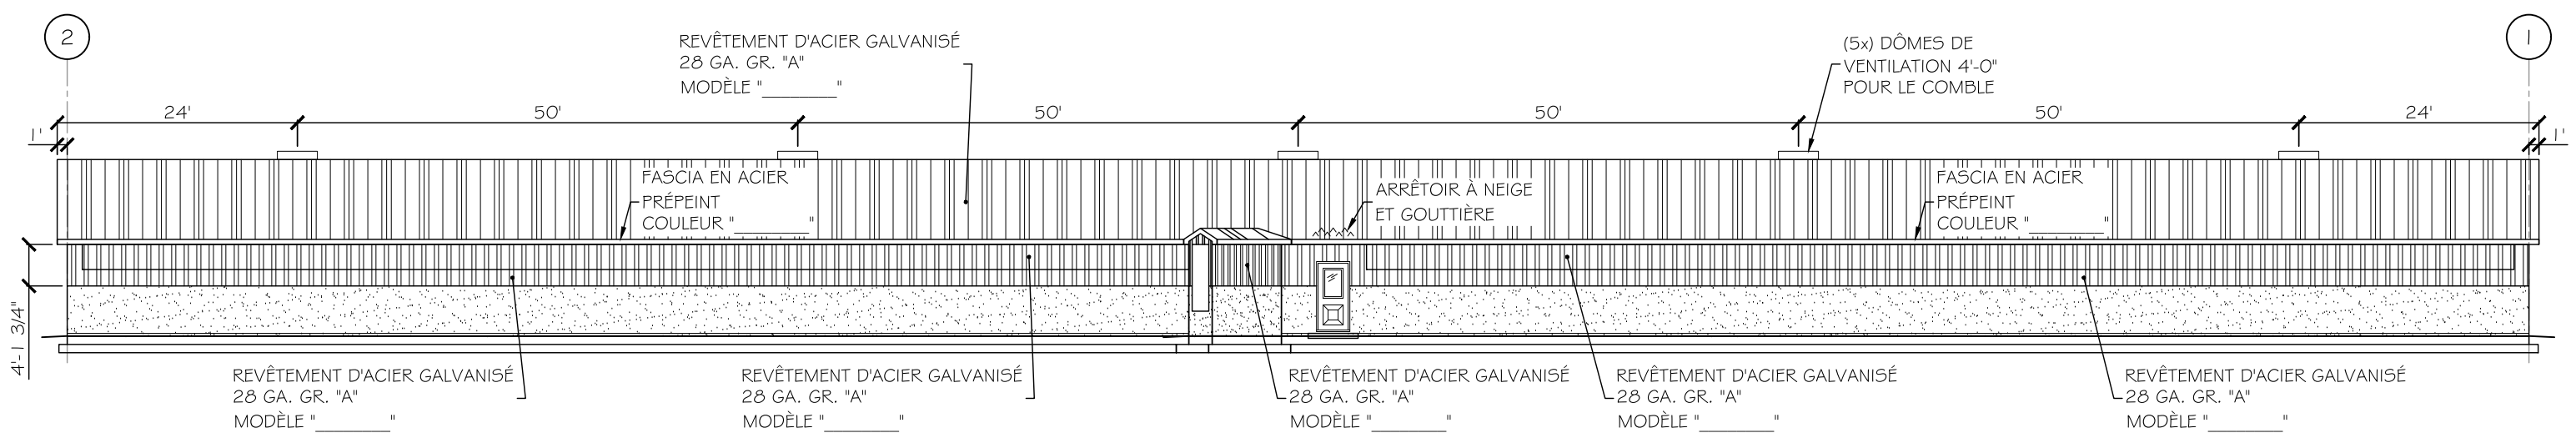 2
1
REVÊTEMENT D'ACIER GALVANISÉ
28 GA. GR. "A"
MODÈLE "________"
(5x) DÔMES DE
VENTILATION 4'-0"
POUR LE COMBLE
24'
50'
50'
50'
50'
24'
1'
1'
FASCIA EN ACIER
PRÉPEINT
COULEUR "________"
ARRÊTOIR À NEIGE
ET GOUTTIÈRE
FASCIA EN ACIER
PRÉPEINT
COULEUR "________"
4'-1 3/4"
REVÊTEMENT D'ACIER GALVANISÉ
28 GA. GR. "A"
MODÈLE "________"
REVÊTEMENT D'ACIER GALVANISÉ
28 GA. GR. "A"
MODÈLE "________"
REVÊTEMENT D'ACIER GALVANISÉ
28 GA. GR. "A"
MODÈLE "________"
REVÊTEMENT D'ACIER GALVANISÉ
28 GA. GR. "A"
MODÈLE "________"
REVÊTEMENT D'ACIER GALVANISÉ
28 GA. GR. "A"
MODÈLE "________"